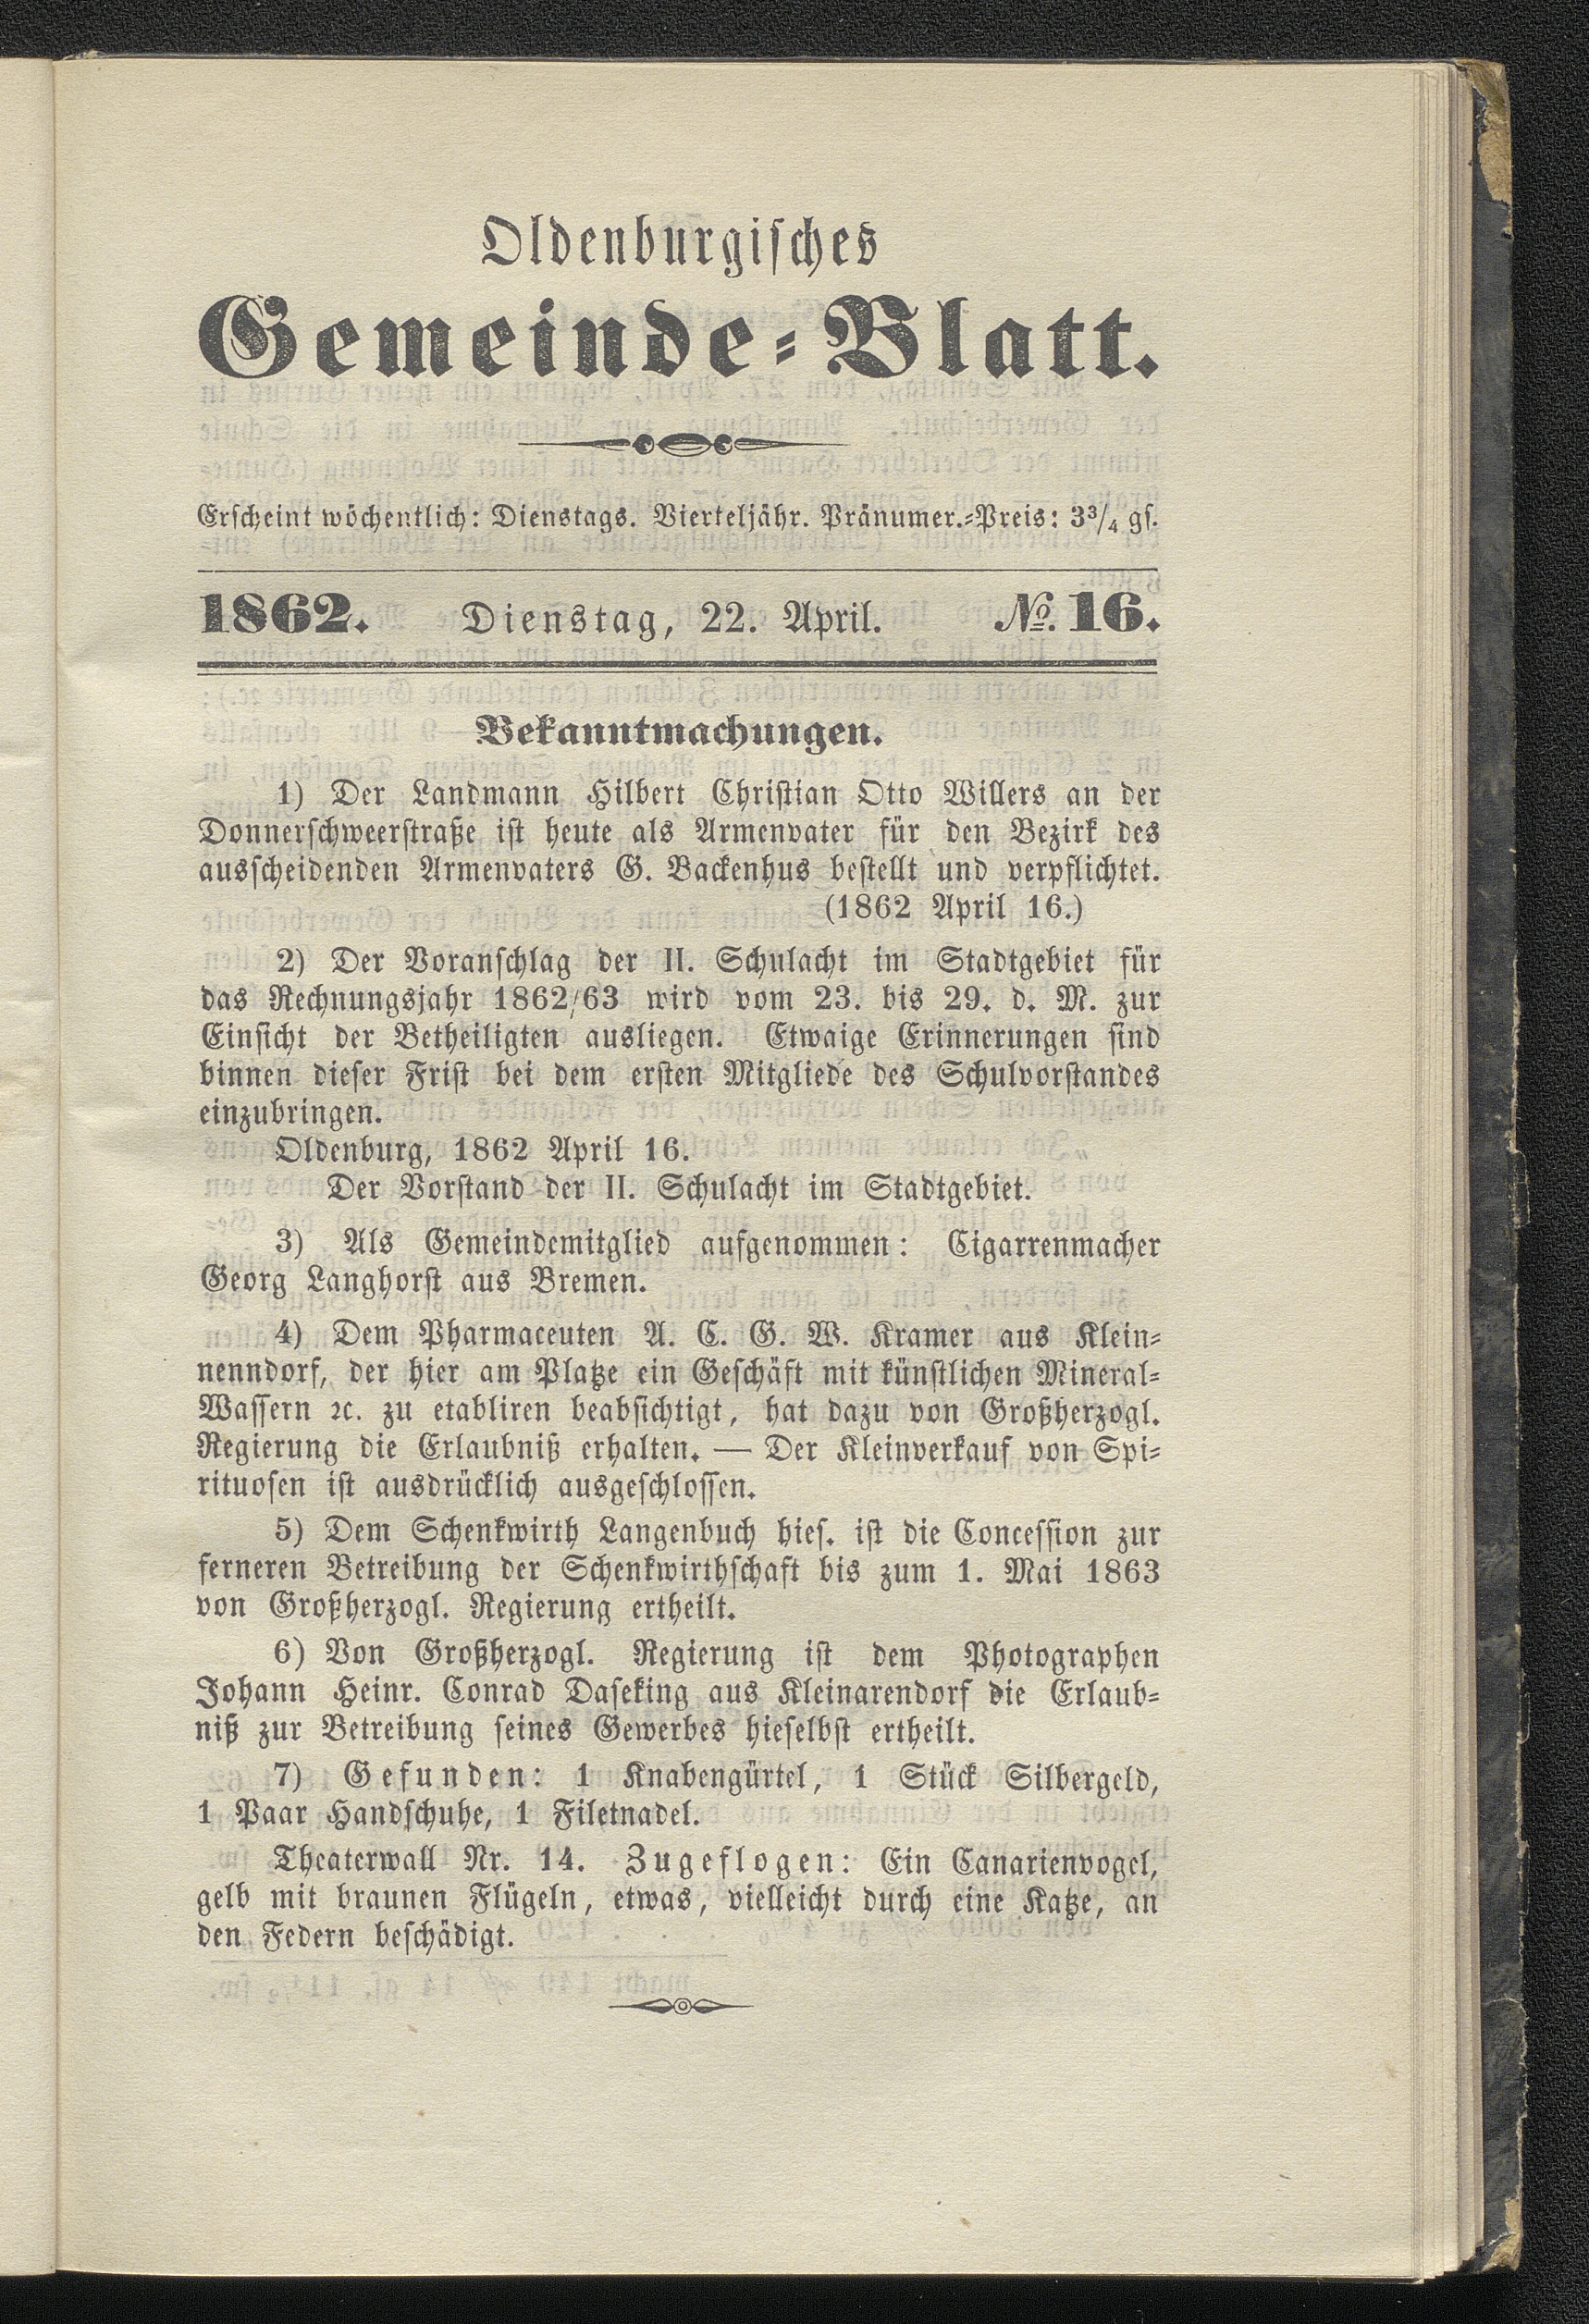 Oldenburgisches
Gemeinde-Blatt.
Erscheint wöchentlich: Dienstags. Vierteljähr. Pränumer.-Preis: 3³/₄ gs.
1862. Dienstag, 22. April. №. 16.
Bekanntmachungen.
1) Der Landmann Hilbert Christian Otto Willers an der
Donnerschweerstraße ist heute als Armenvater für den Bezirk des
ausscheidenden Armenvaters G. Backenhus bestellt und verpflichtet.
(1862 April 16.)
2) Der Voranschlag der II. Schulacht im Stadtgebiet für
das Rechnungsjahr 1862/63 wird vom 23. bis 29. d. M. zur
Einsicht der Betheiligten ausliegen. Etwaige Erinnerungen sind
binnen dieser Frist bei dem ersten Mitgliede des Schulvorstandes
einzubringen.
Oldenburg, 1862 April 16.
Der Vorstand der II. Schulacht im Stadtgebiet.
3) Als Gemeindemitglied aufgenommen: Cigarrenmacher
Georg Langhorst aus Bremen.
4) Dem Pharmaceuten A. C. G. W. Kramer aus Klein-
nenndorf, der hier am Platze ein Geschäft mit künstlichen Mineral-
Wassern ꝛc. zu etabliren beabsichtigt, hat dazu von Großherzogl.
Regierung die Erlaubniß erhalten. — Der Kleinverkauf von Spi-
rituosen ist ausdrücklich ausgeschlossen.
5) Dem Schenkwirth Langenbuch hies. ist die Concession zur
ferneren Betreibung der Schenkwirthschaft bis zum 1. Mai 1863
von Großherzogl. Regierung ertheilt.
6) Von Großherzogl. Regierung ist dem Photographen
Johann Heinr. Conrad Daseking aus Kleinarendorf die Erlaub-
niß zur Betreibung seines Gewerbes hieselbst ertheilt.
7) Gefunden: 1 Knabengürtel, 1 Stück Silbergeld,
1 Paar Handschuhe, 1 Filetnadel.
Theaterwall Nr. 14. Zugeflogen: Ein Canarienvogel,
gelb mit braunen Flügeln, etwas, vielleicht durch eine Katze, an
den Federn beschädigt.